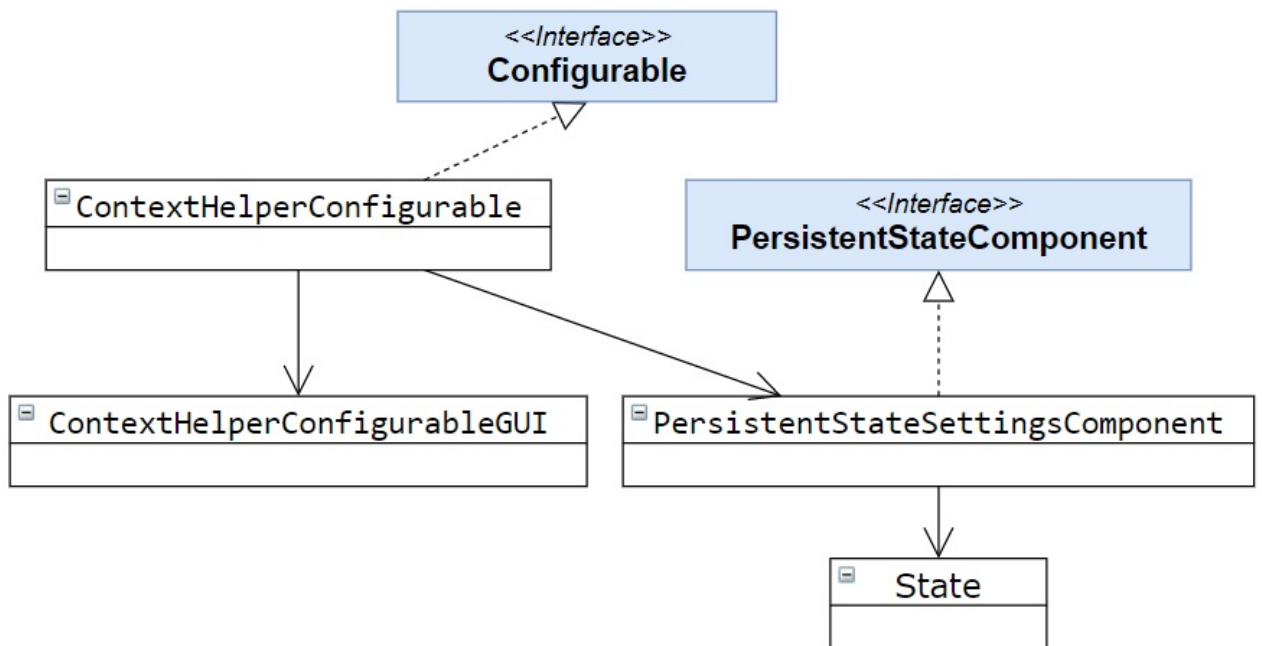 <<Interface>>
Configurable
ContextHelperConfigurable
<<Interface>>
PersistentStateComponent
ContextHelperConfigurableGUI
PersistentStateSettingsComponent
State